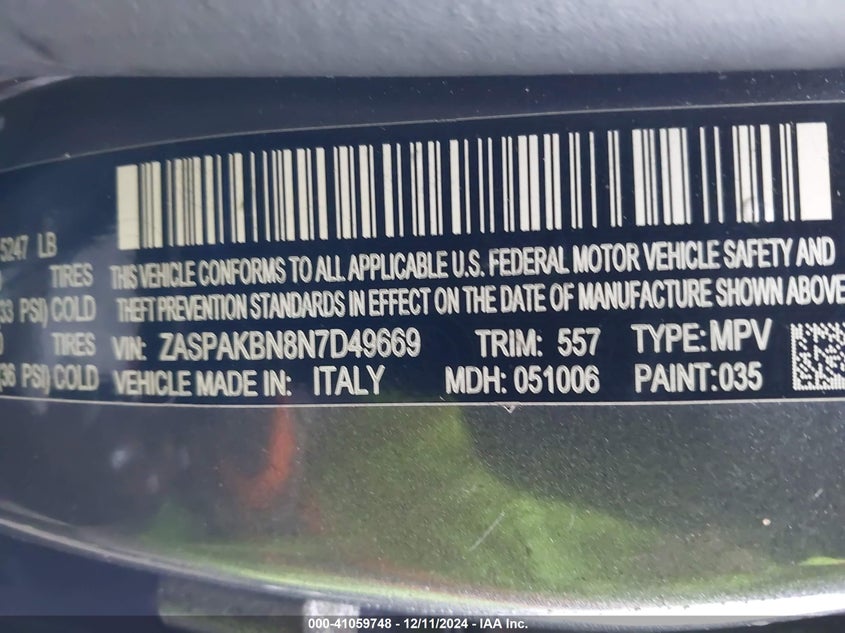 5247 LB
TIRES
THIS VEHICLE CONFORMS TO ALL APPLICABLE U.S. FEDERAL MOTOR VEHICLE SAFETY AND
33 PSI) COLD
THEFT PREVENTION STANDARDS IN EFFECT ON THE DATE OF MANUFACTURE SHOWN ABOVE
TIRES
VIN: ZASPAKBN8N7D49669 TRIM: 557 TYPE: MPV
(36 PSI) COLD
VEHICLE MADE IN: ITALY MDH: 051006 PAINT: 035
000-41059748 - 12/11/2024 - IAA Inc.